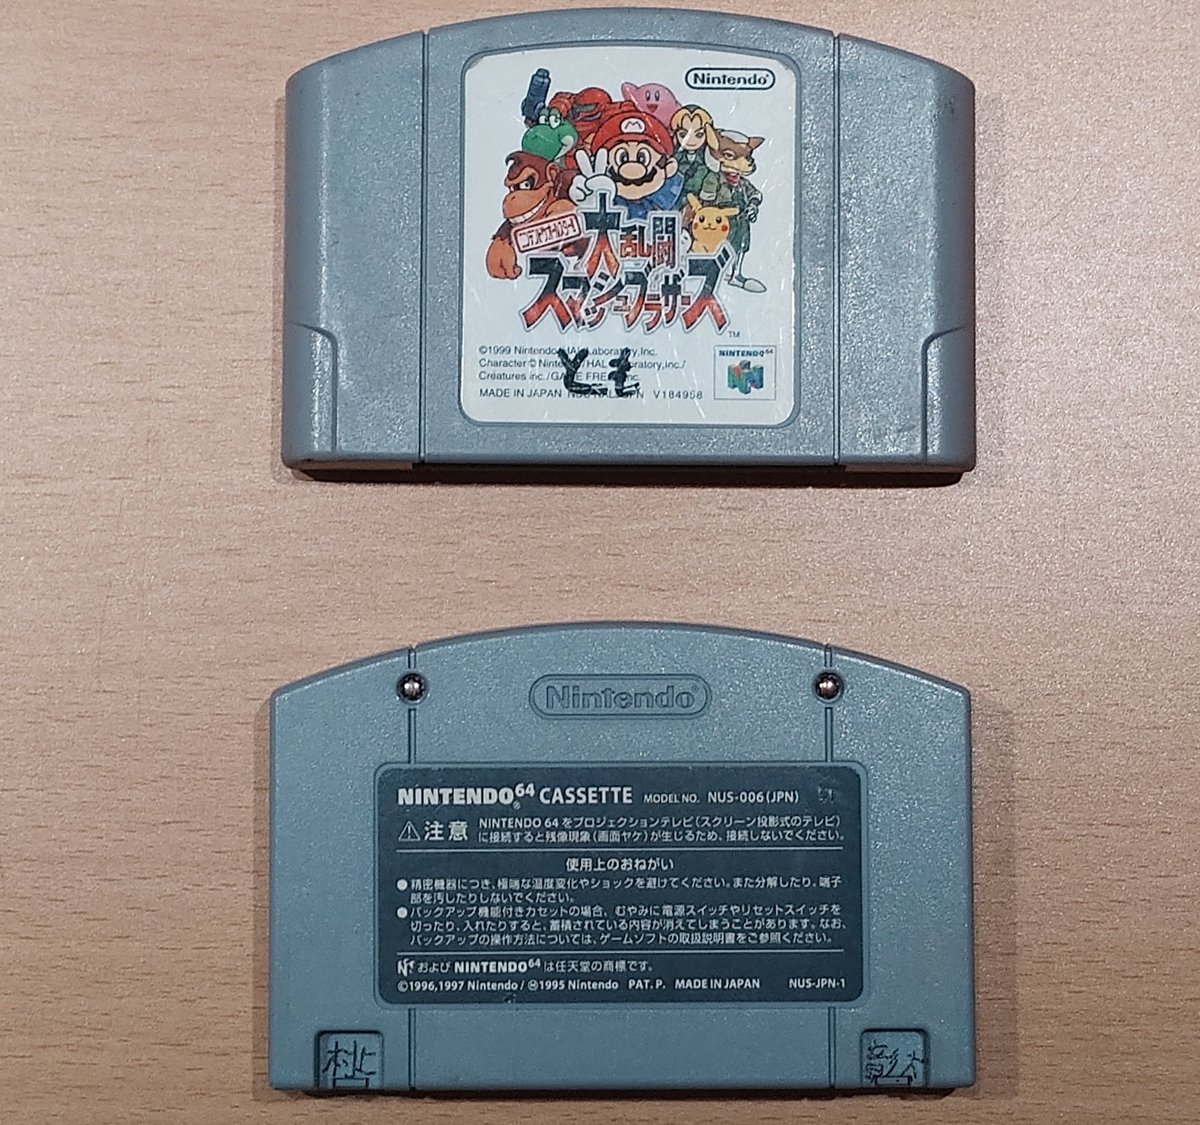 Nintendo®
ニンテンドウオールスター!
大乱闘
スマッシュブラザーズ
TM
©1999 Nintendo/HAL Laboratory,Inc.
Character:© Nintendo/HAL Laboratory,inc./
Creatures inc./GAME FREAK inc.
MADE IN JAPAN V184958
とも
NINTENDO64
Nintendo®
NINTENDO®64 CASSETTE MODEL NO. NUS-006(JPN)
⚠注意 NINTENDO 64をプロジェクションテレビ(スクリーン投影式のテレビ)
に接続すると残像現象(画面ヤケ)が生じるため、接続しないでください。
使用上のおねがい
●精密機器につき、極端な温度変化やショックを避けてください。また分解したり、端子
部を汚したりしないでください。
●バックアップ機能付きカセットの場合、むやみに電源スイッチやリセットスイッチを
切ったり、入れたりすると、蓄積されている内容が消えてしまうことがあります。なお、
バックアップの操作方法については、ゲームソフトの取扱説明書をご参照ください。
および NINTENDO64 は任天堂の商標です。
©1996,1997 Nintendo/Ⓜ1995 Nintendo PAT. P. MADE IN JAPAN NUS-JPN-1
村上